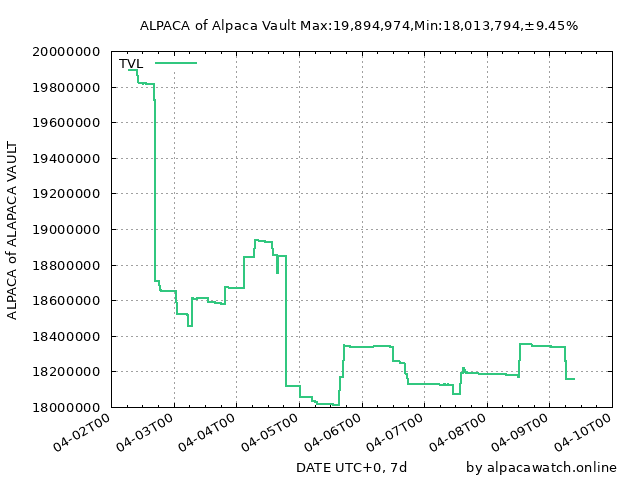 ALPACA of Alpaca Vault Max:19,894,974,Min:18,013,794,±9.45%
TVL
20000000
19800000
19600000
19400000
19200000
19000000
18800000
18600000
18400000
18200000
18000000
ALPACA of ALAPACA VAULT
04-02T00
04-03T00
04-04T00
04-05T00
04-06T00
04-07T00
04-08T00
04-09T00
04-10T00
DATE UTC+0, 7d
by alpacawatch.online